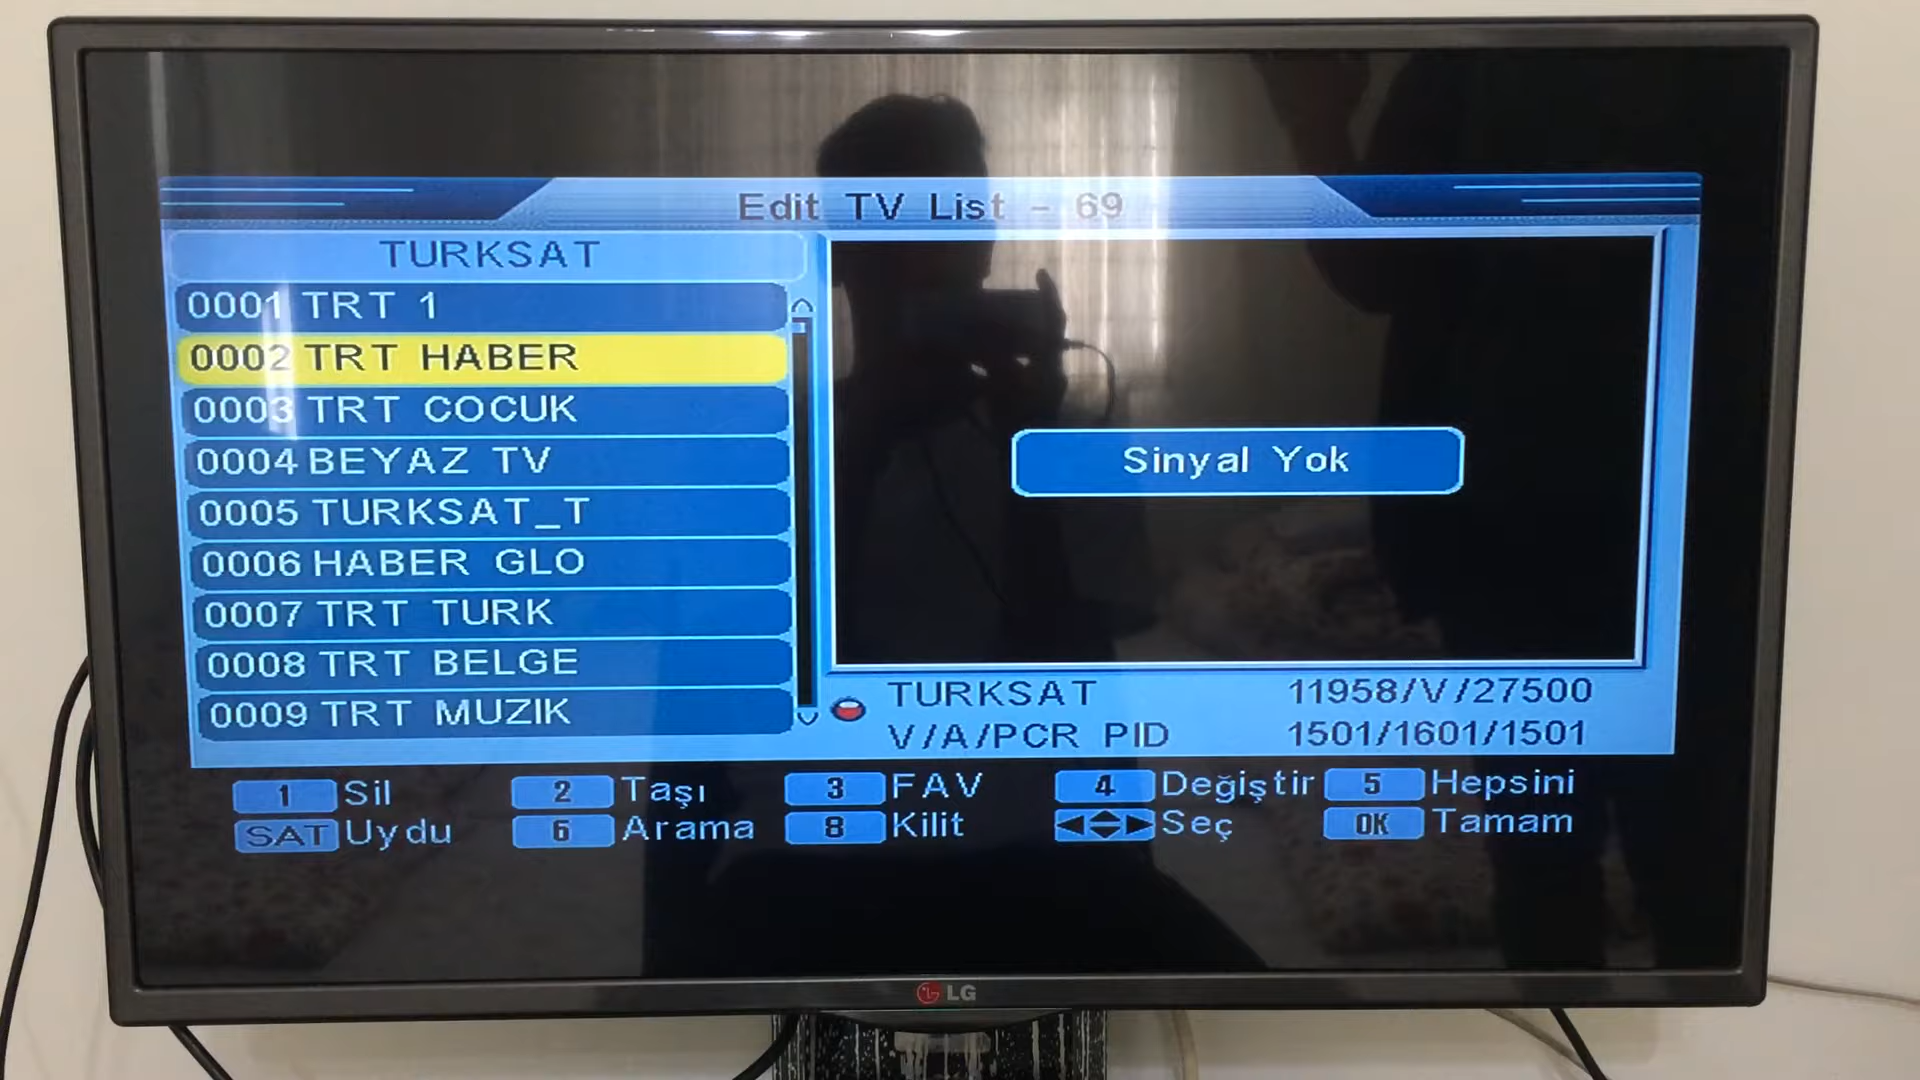 Edit TV List - 69
TURKSAT
0001 TRT 1
0002 TRT HABER
0003 TRT COCUK
0004 BEYAZ TV
0005 TURKSAT_T
0006 HABER GLO
0007 TRT TURK
0008 TRT BELGE
0009 TRT MUZIK
Sinyal Yok
TURKSAT 11958/V/27500
V/A/PCR PID 1501/1601/1501
1 Sil 2 Taşı 3 FAV 4 Değiştir 5 Hepsini
SAT Uydu 6 Arama 8 Kilit Seç OK Tamam
LG